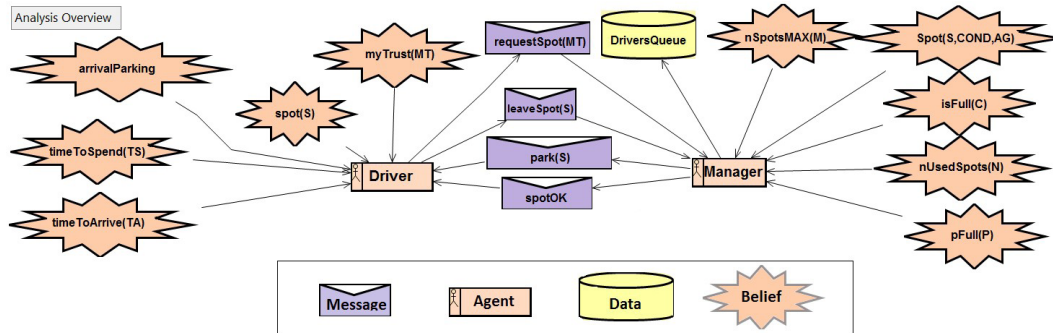 Analysis Overview
arrivalParking
myTrust(MT)
requestSpot(MT)
DriversQueue
nSpotsMAX(M)
Spot(S,COND,AG)
spot(S)
leaveSpot(S)
isFull(C)
timeToSpend(TS)
park(S)
Driver
Manager
nUsedSpots(N)
spotOK
timeToArrive(TA)
pFull(P)
Message
Agent
Data
Belief